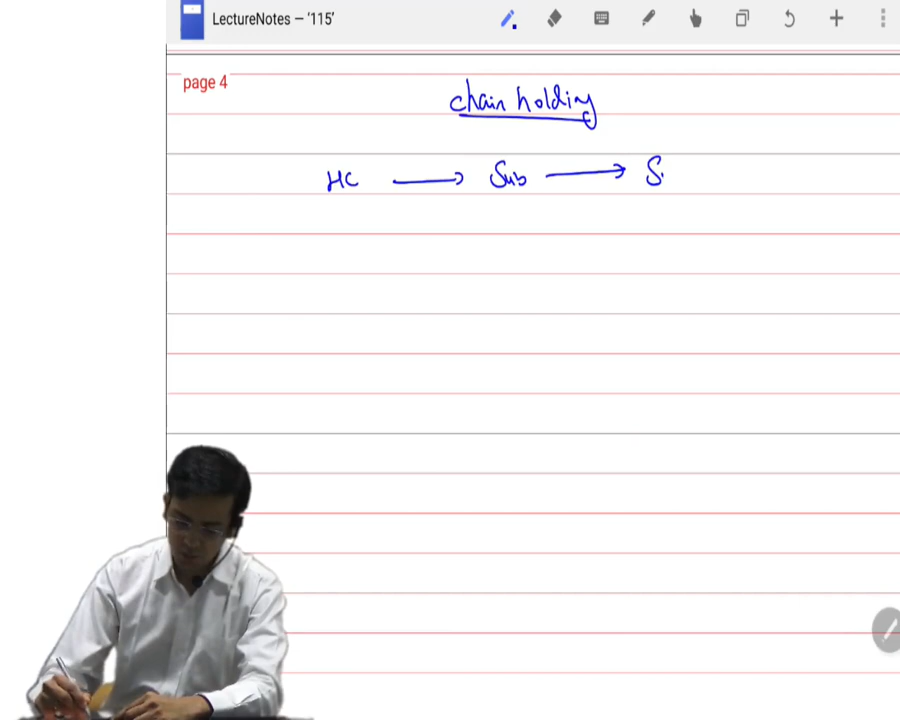 LectureNotes – '115'
page 4
chain holding
HC → Sub → S.